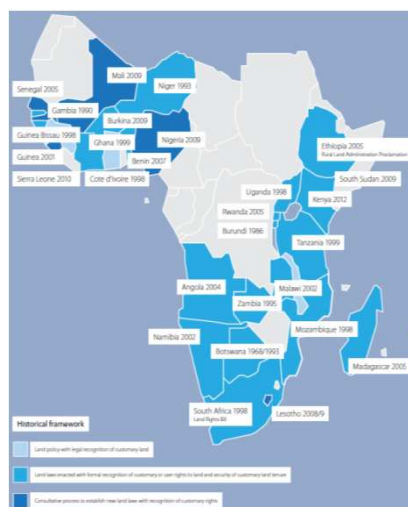 Mali 2009
Niger 1993
Senegal 2005
Gambia 1990
Burkina 2009
Guinea Bissau 1998
Ghana 1999
Nigeria 2009
Ethiopia 2005
Rural Land Administration Proclamation
Guinea 2001
Benin 2007
Sierra Leone 2010
Cote d'Ivoire 1998
Uganda 1998
South Sudan 2009
Rwanda 2005
Kenya 2012
Burundi 1986
Tanzania 1999
Angola 2004
Malawi 2002
Zambia 1995
Namibia 2002
Mozambique 1998
Botswana 1968/1993
Madagascar 2005
South Africa 1998
Land Rights Bill
Lesotho 2008/9
Historical framework
Land policy with legal recognition of customary land
Land laws enacted with formal recognition of customary or user rights to land and security of customary land tenure
Consultative process to establish new land laws with recognition of customary rights